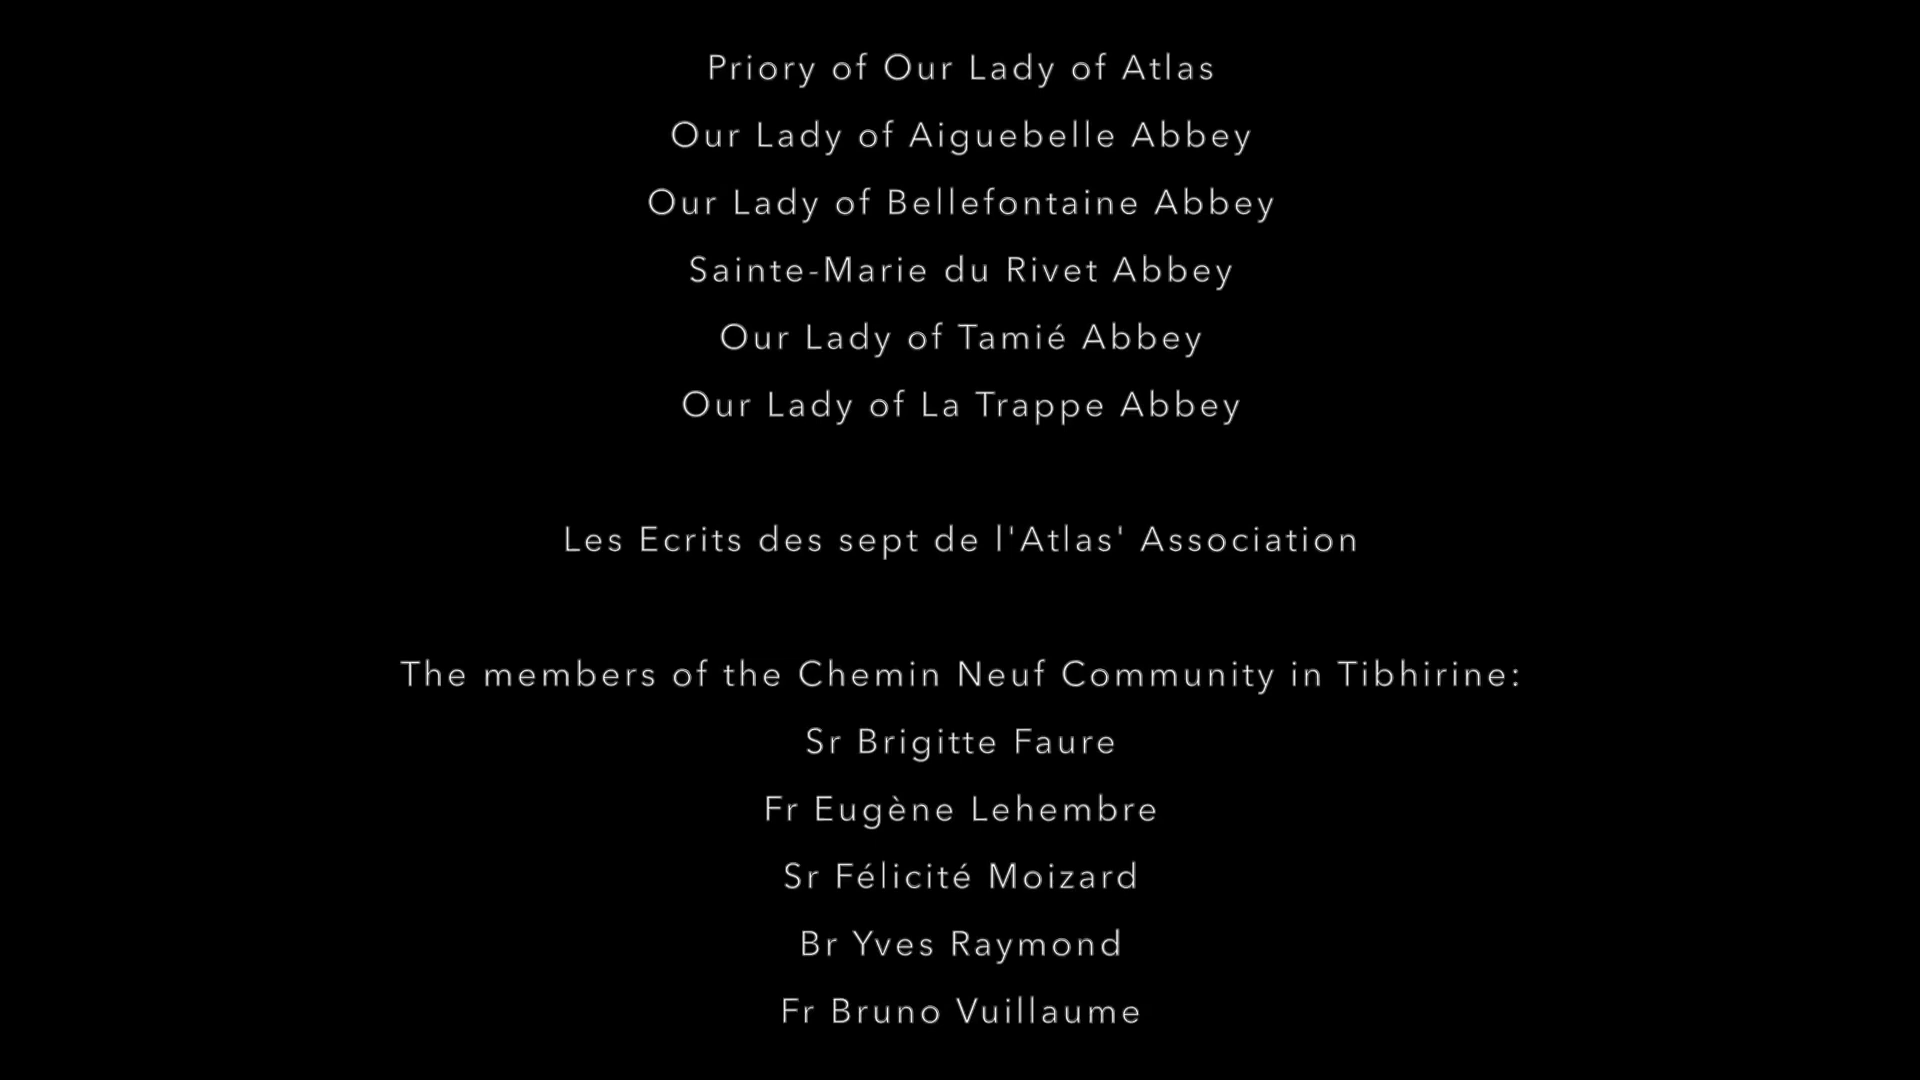 Priory of Our Lady of Atlas
Our Lady of Aiguebelle Abbey
Our Lady of Bellefontaine Abbey
Sainte-Marie du Rivet Abbey
Our Lady of Tamié Abbey
Our Lady of La Trappe Abbey
Les Ecrits des sept de l'Atlas' Association
The members of the Chemin Neuf Community in Tibhirine:
Sr Brigitte Faure
Fr Eugène Lehembre
Sr Félicité Moizard
Br Yves Raymond
Fr Bruno Vuillaume